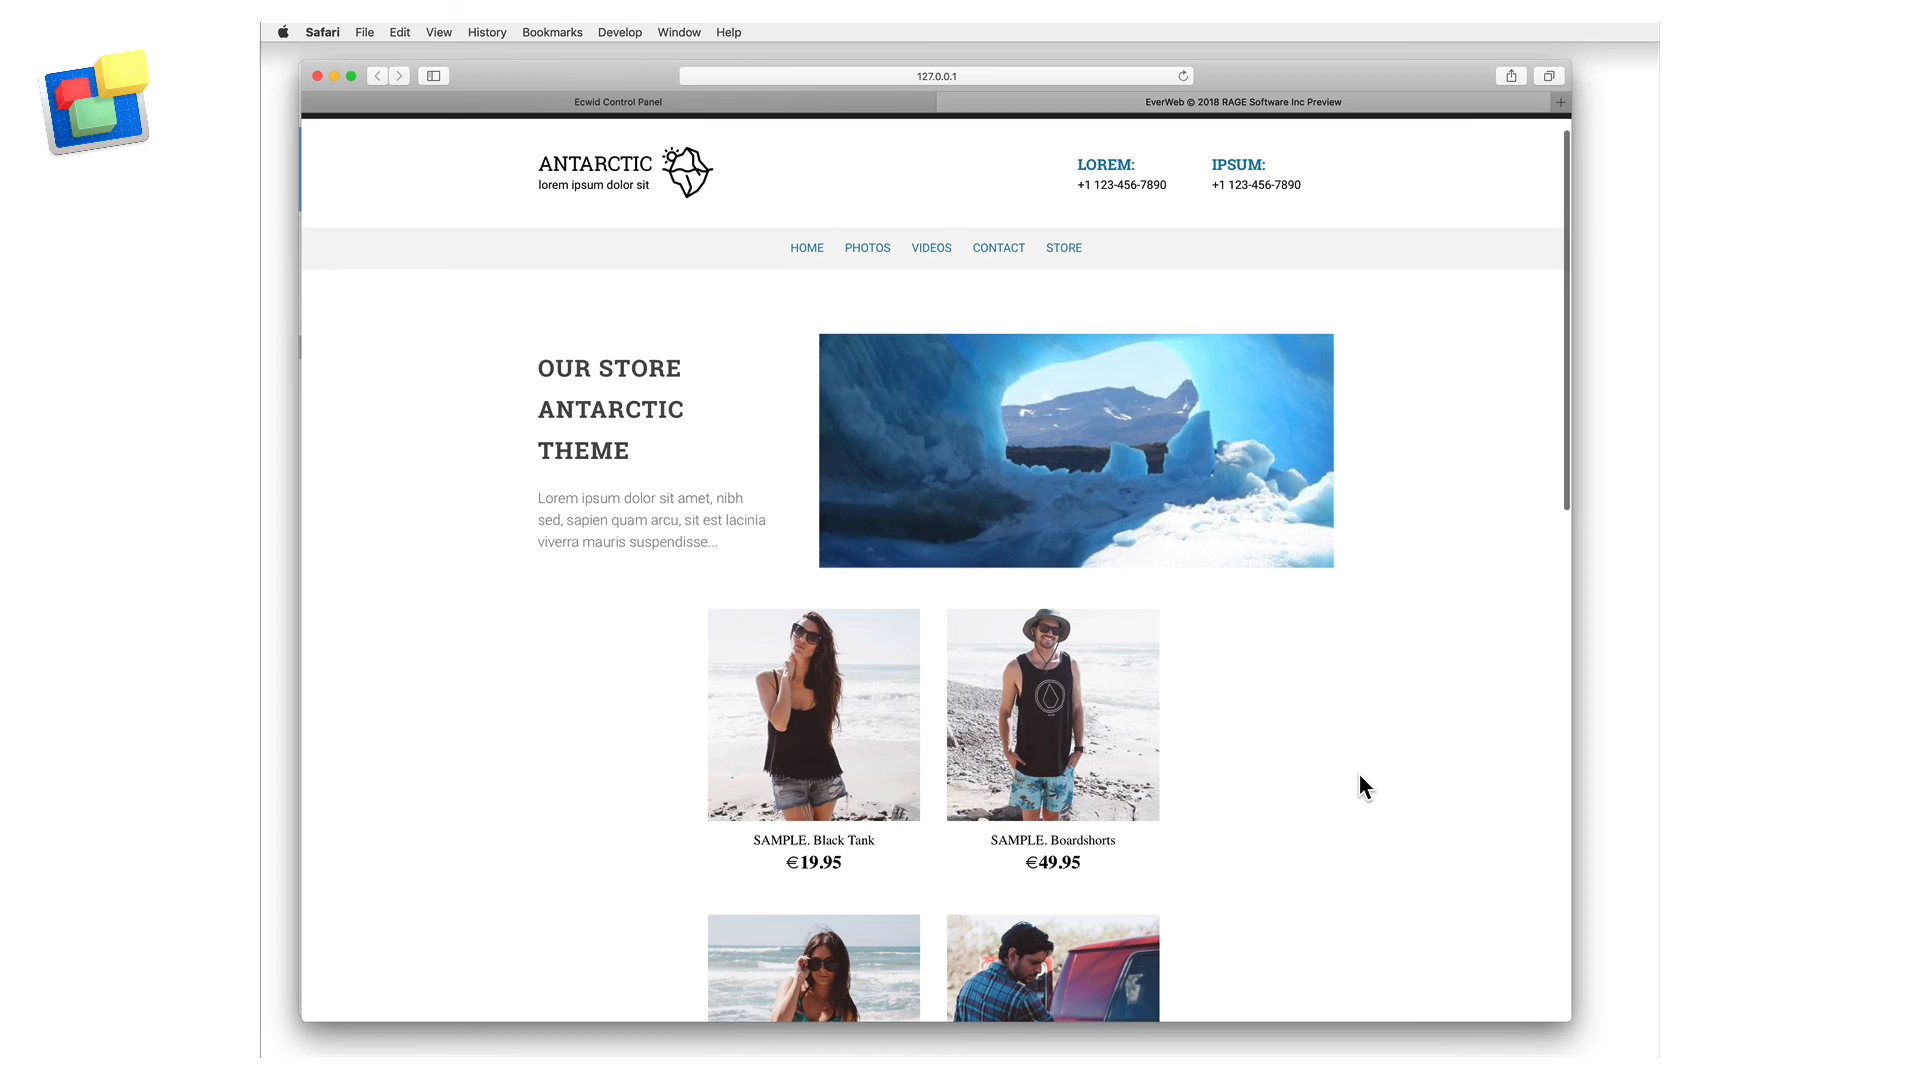 Safari File Edit View History Bookmarks Develop Window Help
127.0.0.1
Ecwid Control Panel
EverWeb © 2018 RAGE Software Inc Preview
ANTARCTIC
lorem ipsum dolor sit
LOREM:
+1 123-456-7890
IPSUM:
+1 123-456-7890
HOME PHOTOS VIDEOS CONTACT STORE
OUR STORE
ANTARCTIC
THEME
Lorem ipsum dolor sit amet, nibh
sed, sapien quam arcu, sit est lacinia
viverra mauris suspendisse...
SAMPLE. Black Tank
€19.95
SAMPLE. Boardshorts
€49.95